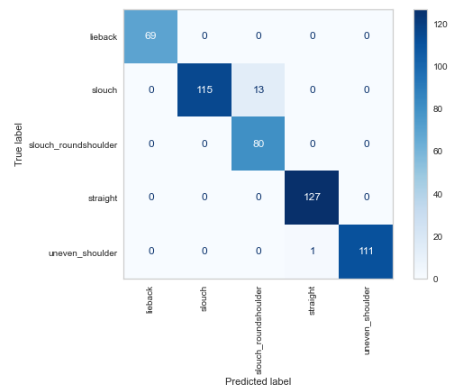 120
lieback 69 0 0 0 0
100
slouch 0 115 13 0 0
80
slouch_roundshoulder 0 0 80 0 0
60
straight 0 0 0 127 0
40
uneven_shoulder 0 0 0 1 111
20
0
True label
lieback
slouch
slouch_roundshoulder
straight
uneven_shoulder
Predicted label